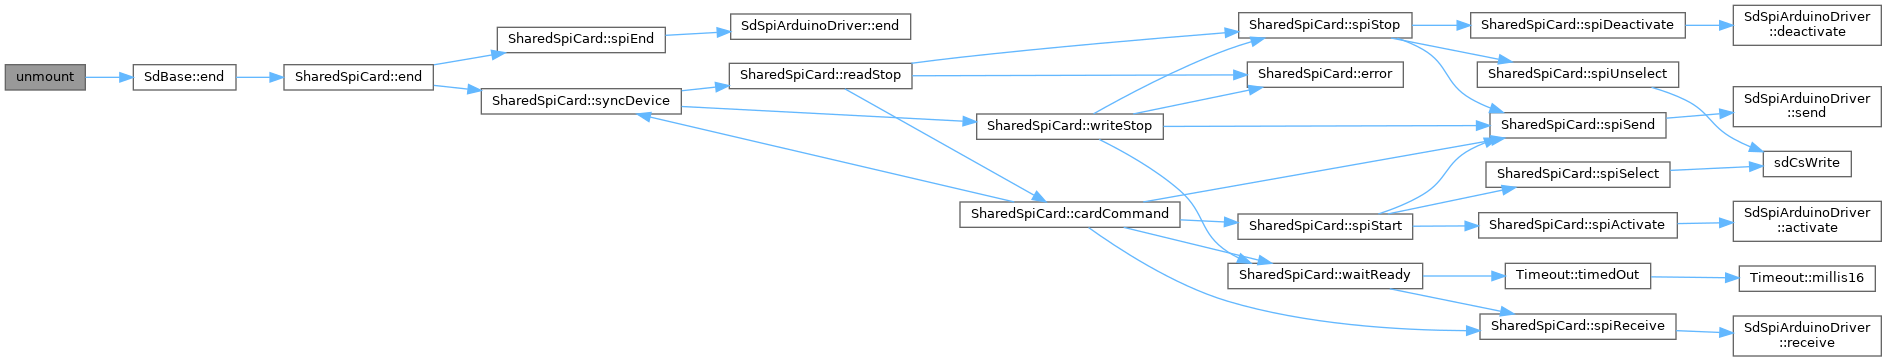 unmount
SdBase::end
SharedSpiCard::end
SharedSpiCard::spiEnd
SharedSpiCard::syncDevice
SdSpiArduinoDriver::end
SharedSpiCard::readStop
SharedSpiCard::writeStop
SharedSpiCard::cardCommand
SharedSpiCard::spiStop
SharedSpiCard::error
SharedSpiCard::spiStart
SharedSpiCard::waitReady
SharedSpiCard::spiDeactivate
SharedSpiCard::spiUnselect
SharedSpiCard::spiSend
SharedSpiCard::spiSelect
SharedSpiCard::spiActivate
Timeout::timedOut
SharedSpiCard::spiReceive
SdSpiArduinoDriver
::deactivate
SdSpiArduinoDriver
::send
sdCsWrite
SdSpiArduinoDriver
::activate
Timeout::millis16
SdSpiArduinoDriver
::receive